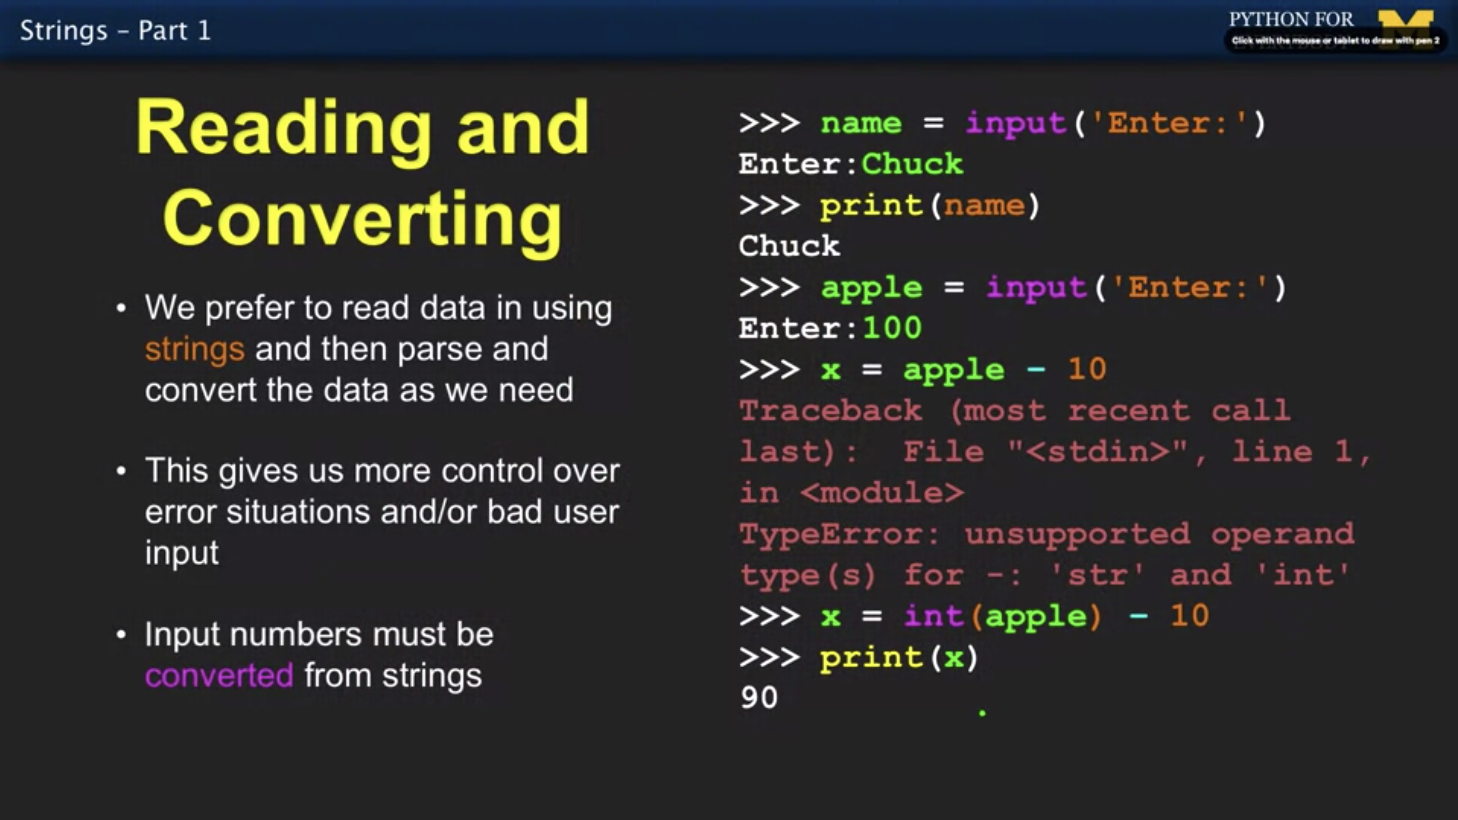 Strings – Part 1
PYTHON FOR
Click with the mouse or tablet to draw with pen 2
Reading and
Converting
• We prefer to read data in using
strings and then parse and
convert the data as we need
• This gives us more control over
error situations and/or bad user
input
• Input numbers must be
converted from strings
>>> name = input('Enter:')
Enter:Chuck
>>> print(name)
Chuck
>>> apple = input('Enter:')
Enter:100
>>> x = apple – 10
Traceback (most recent call
last):  File "<stdin>", line 1,
in <module>
TypeError: unsupported operand
type(s) for -: 'str' and 'int'
>>> x = int(apple) – 10
>>> print(x)
90